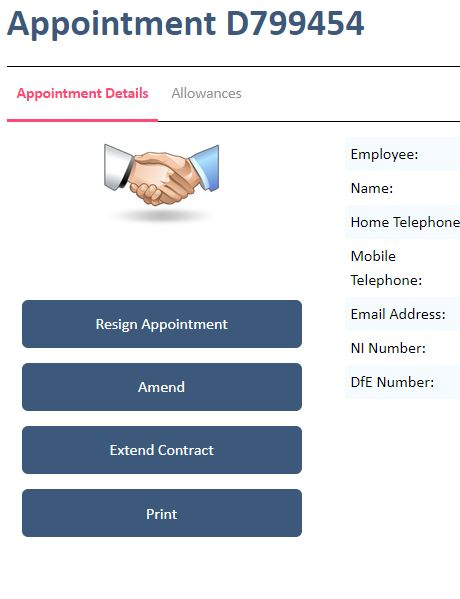 Appointment D799454
Appointment Details
Allowances
Employee:
Name:
Home Telephone
Mobile
Telephone:
Email Address:
NI Number:
DfE Number:
Resign Appointment
Amend
Extend Contract
Print